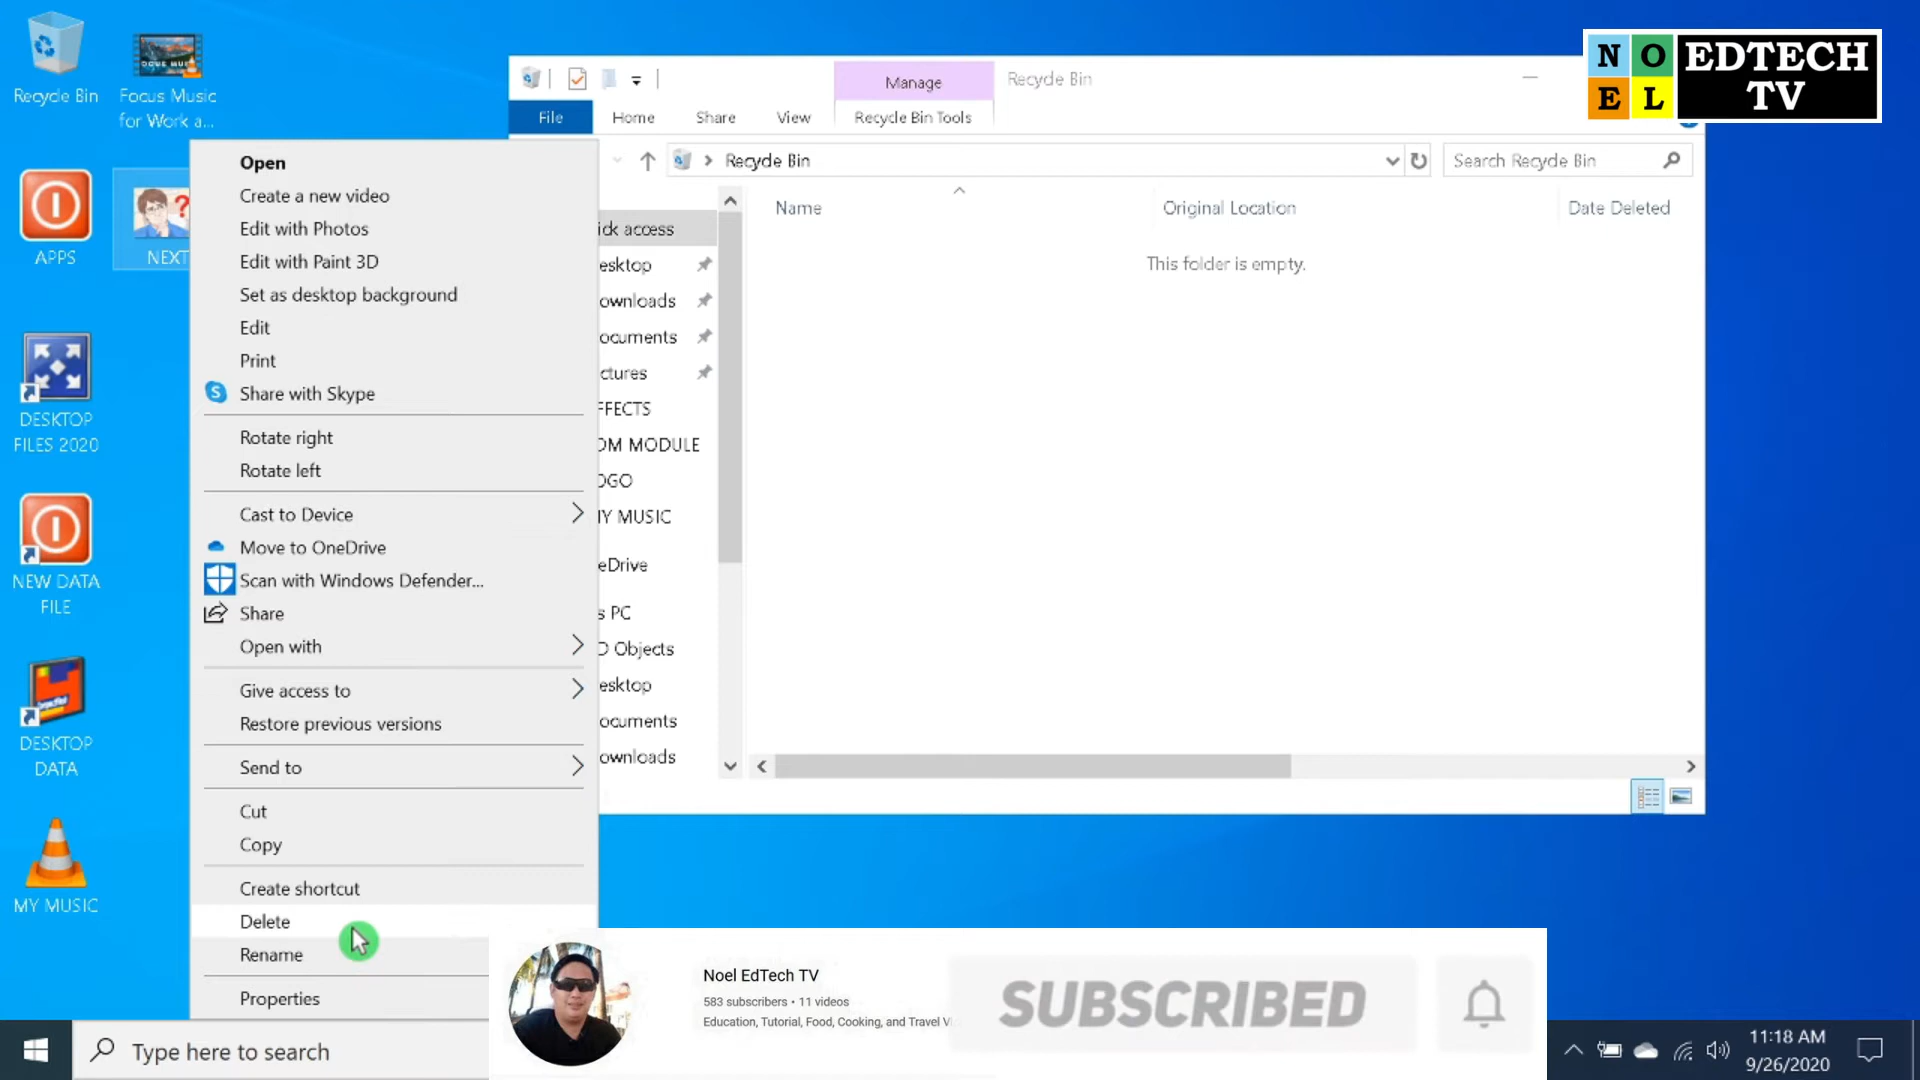 Recycle Bin
Focus Music
for Work a...
APPS
NEXT
DESKTOP
FILES 2020
NEW DATA
FILE
DESKTOP
DATA
MY MUSIC
Open
Create a new video
Edit with Photos
Edit with Paint 3D
Set as desktop background
Edit
Print
Share with Skype
Rotate right
Rotate left
Cast to Device
Move to OneDrive
Scan with Windows Defender...
Share
Open with
Give access to
Restore previous versions
Send to
Cut
Copy
Create shortcut
Delete
Rename
Properties
Manage
Recycle Bin
File
Home
Share
View
Recycle Bin Tools
Recycle Bin
Search Recycle Bin
Name
Original Location
Date Deleted
This folder is empty.
ick access
esktop
ownloads
ocuments
ctures
FFECTS
OM MODULE
OGO
MY MUSIC
neDrive
s PC
D Objects
esktop
ocuments
ownloads
NOEL
EDTECH
TV
Noel EdTech TV
583 subscribers • 11 videos
Education, Tutorial, Food, Cooking, and Travel V
SUBSCRIBED
Type here to search
11:18 AM
9/26/2020